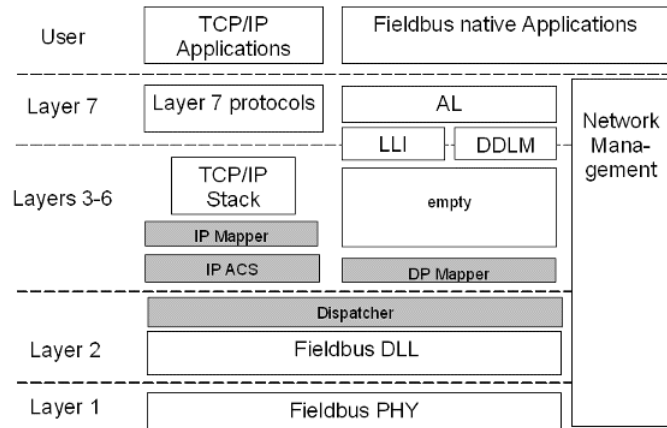 User
TCP/IP
Applications
Fieldbus native Applications
Layer 7
Layer 7 protocols
AL
LLI
DDLM
Network
Mana-
gement
Layers 3-6
TCP/IP
Stack
empty
IP Mapper
IP ACS
DP Mapper
Dispatcher
Layer 2
Fieldbus DLL
Layer 1
Fieldbus PHY